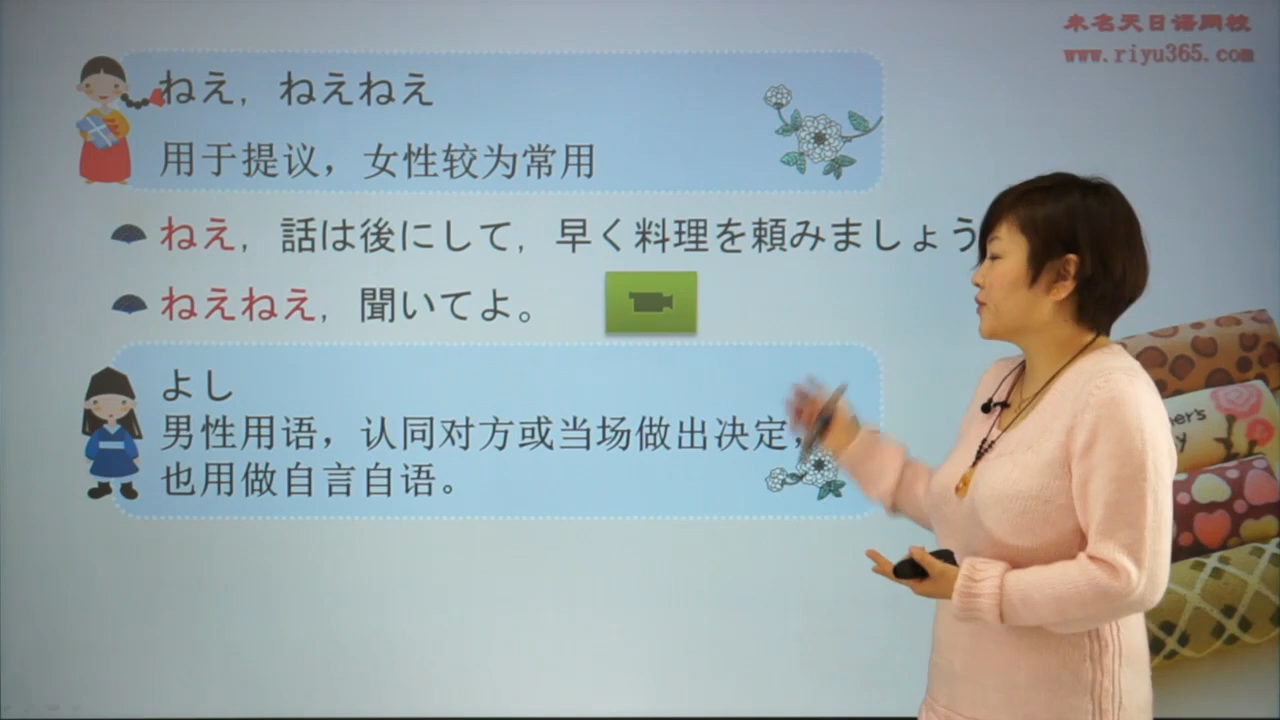 未名天日语网校
www.riyu365.com
ねえ，ねえねえ
用于提议，女性较为常用
ねえ，話は後にして，早く料理を頼みましょう
ねえねえ，聞いてよ。
よし
男性用语，认同对方或当场做出决定，
也用做自言自语。